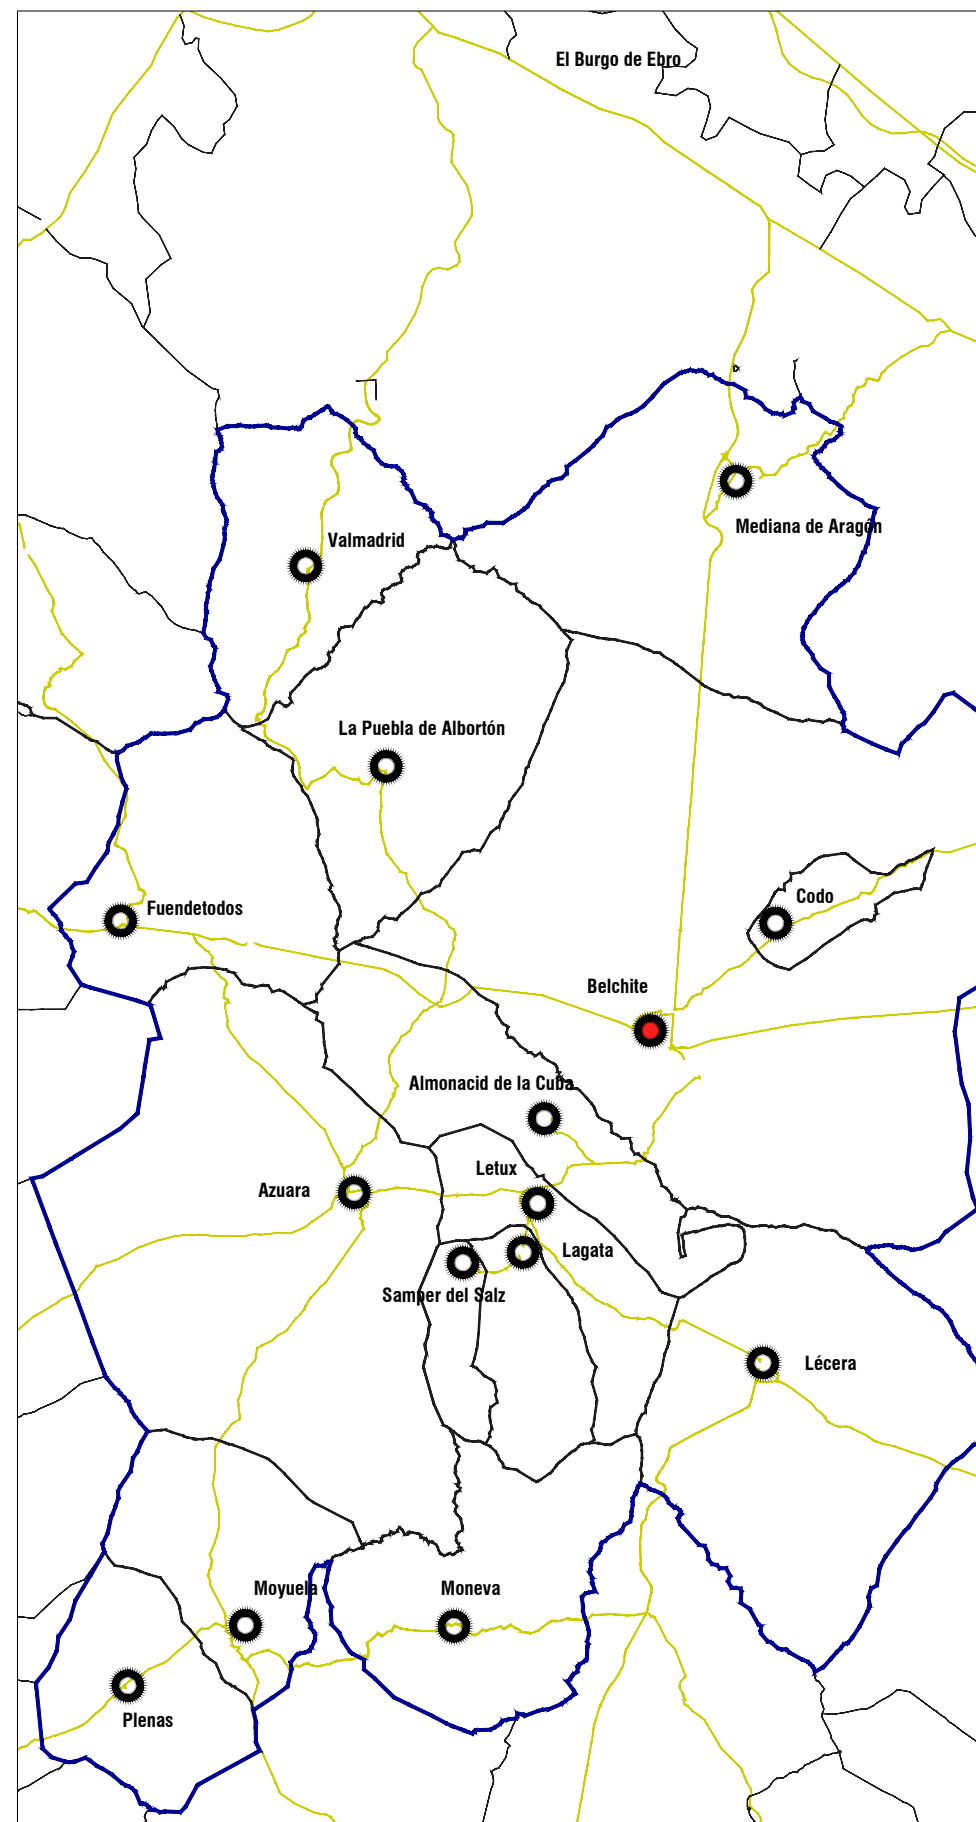 El Burgo de Ebro
Mediana de Aragón
Valmadrid
La Puebla de Albortón
Codo
Fuendetodos
Belchite
Almonacid de la Cuba
Letux
Azuara
Lagata
Samper del Salz
Lécera
Moyuela
Moneva
Plenas